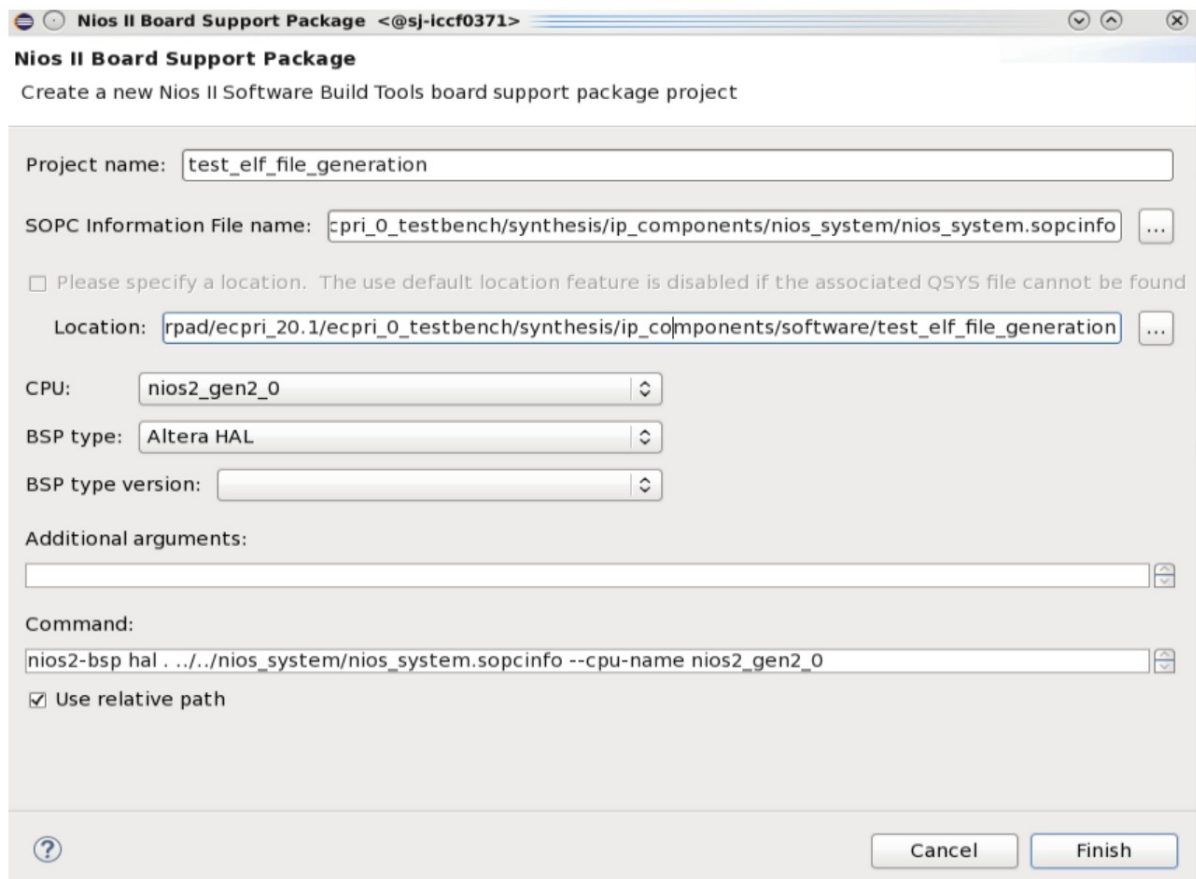 Nios II Board Support Package <@sj-iccf0371>
Nios II Board Support Package
Create a new Nios II Software Build Tools board support package project
Project name: test_elf_file_generation
SOPC Information File name: cpri_0_testbench/synthesis/ip_components/nios_system/nios_system.sopcinfo ...
Please specify a location. The use default location feature is disabled if the associated QSYS file cannot be found
Location: rpad/ecpri_20.1/ecpri_0_testbench/synthesis/ip_components/software/test_elf_file_generation ...
CPU: nios2_gen2_0
BSP type: Altera HAL
BSP type version:
Additional arguments:
Command:
nios2-bsp hal . ../../nios_system/nios_system.sopcinfo --cpu-name nios2_gen2_0
Use relative path
? Cancel Finish